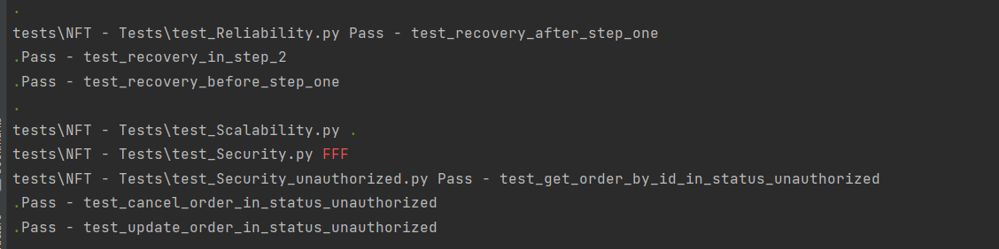 .
tests\NFT - Tests\test_Reliability.py Pass - test_recovery_after_step_one
.Pass - test_recovery_in_step_2
.Pass - test_recovery_before_step_one
.
tests\NFT - Tests\test_Scalability.py .
tests\NFT - Tests\test_Security.py FFF
tests\NFT - Tests\test_Security_unauthorized.py Pass - test_get_order_by_id_in_status_unauthorized
.Pass - test_cancel_order_in_status_unauthorized
.Pass - test_update_order_in_status_unauthorized